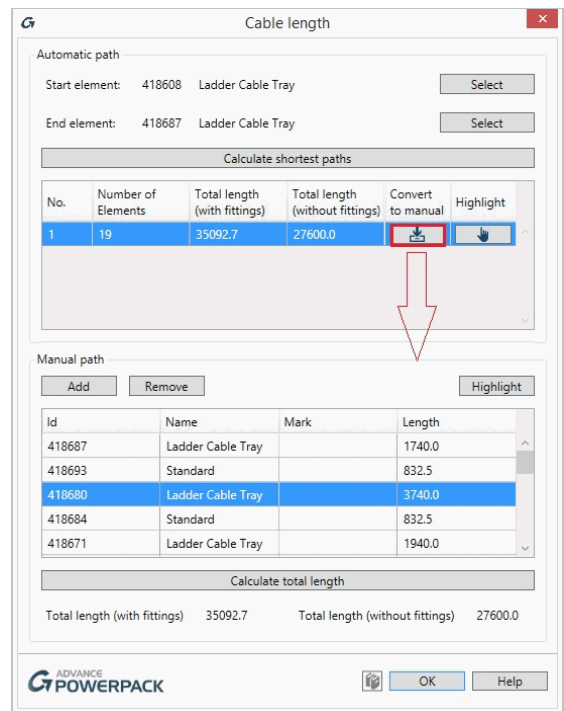 Cable length
Automatic path
Start element: 418608 Ladder Cable Tray Select
End element: 418687 Ladder Cable Tray Select
Calculate shortest paths
No. Number of Elements Total length (with fittings) Total length (without fittings) Convert to manual Highlight
1 19 35092.7 27600.0
Manual path
Add Remove Highlight
Id Name Mark Length
418687 Ladder Cable Tray 1740.0
418693 Standard 832.5
418680 Ladder Cable Tray 3740.0
418684 Standard 832.5
418671 Ladder Cable Tray 1940.0
Calculate total length
Total length (with fittings) 35092.7 Total length (without fittings) 27600.0
ADVANCE
POWERPACK OK Help